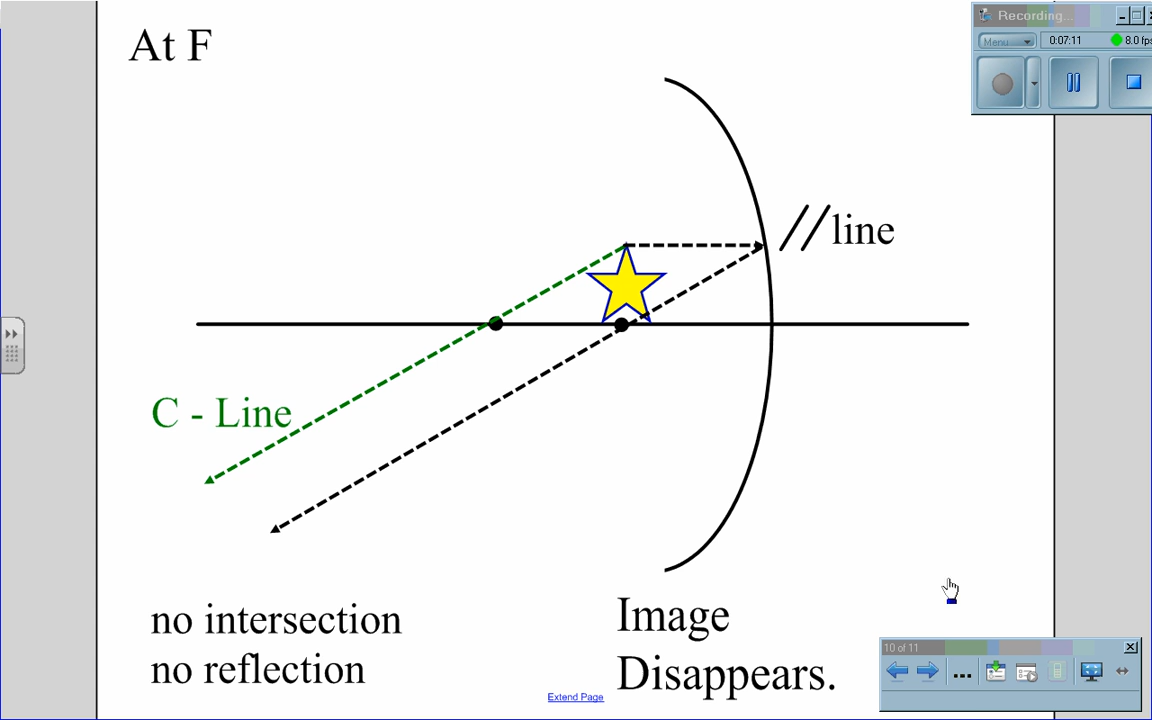 At F
Recording...
Menu
0:07:11
8.0 fps
//line
C - Line
no intersection
no reflection
Image
Disappears.
Extend Page
10 of 11